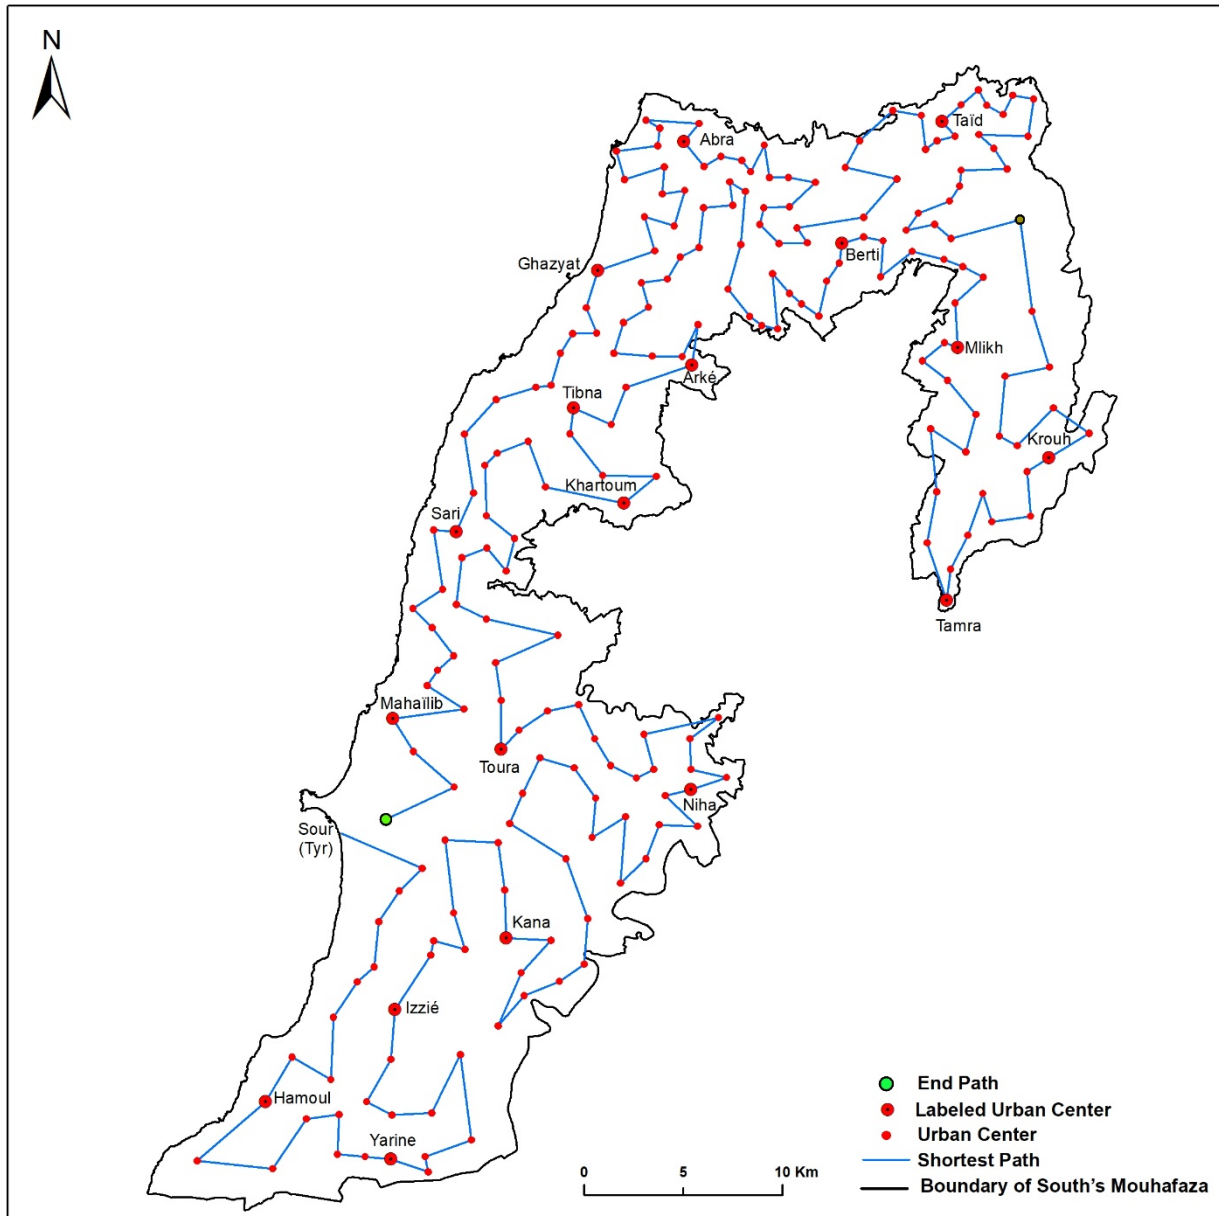 N
Taïd
Abra
Ghazyat
Berti
Mlikh
Arké
Tibna
Krouh
Khartoum
Sari
Tamra
Mahaïlib
Toura
Niha
Sour
(Tyr)
Kana
Izzié
Hamoul
Yarine
End Path
Labeled Urban Center
Urban Center
Shortest Path
Boundary of South's Mouhafaza
0 5 10 Km